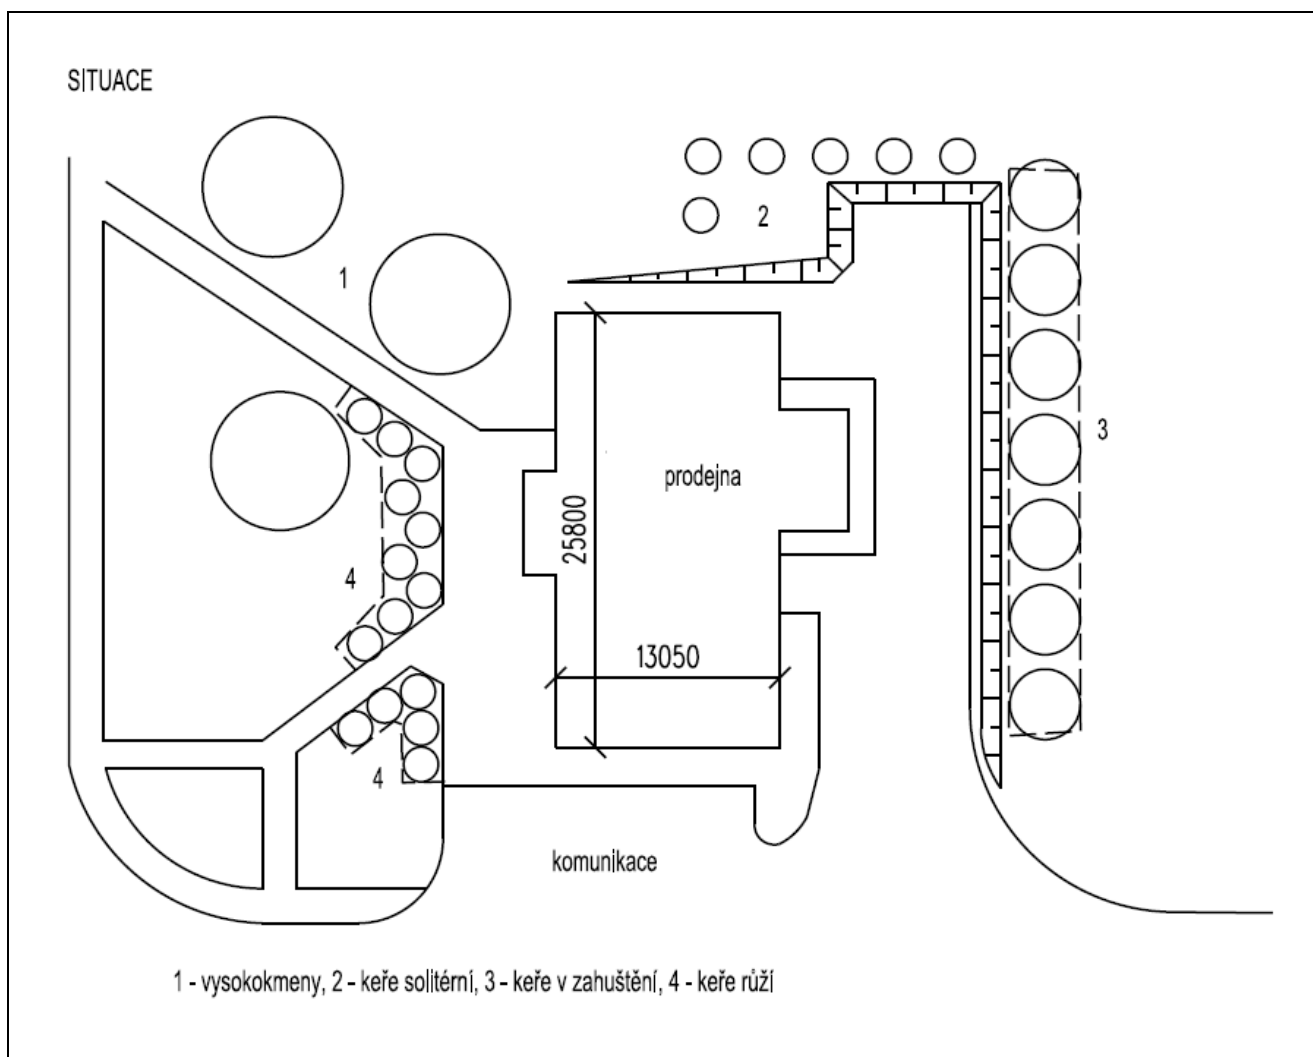 SITUACE
1
2
3
prodejna
25800
4
13050
4
komunikace
1 - vysokokmeny, 2 - keře solitérní, 3 - keře v zahuštění, 4 - keře růží